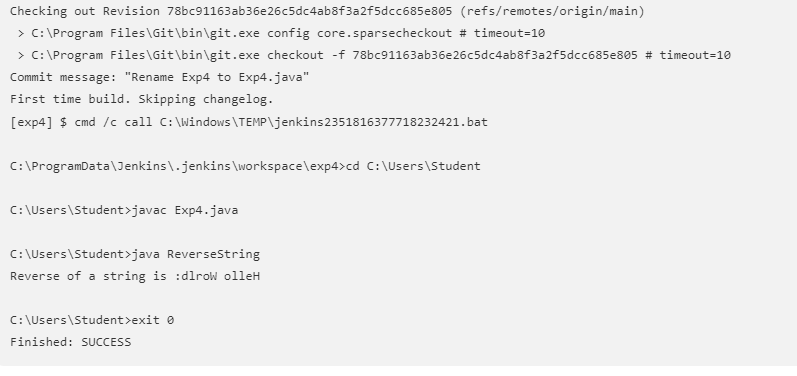 Checking out Revision 78bc91163ab36e26c5dc4ab8f3a2f5dcc685e805 (refs/remotes/origin/main)
> C:\Program Files\Git\bin\git.exe config core.sparsecheckout # timeout=10
> C:\Program Files\Git\bin\git.exe checkout -f 78bc91163ab36e26c5dc4ab8f3a2f5dcc685e805 # timeout=10
Commit message: "Rename Exp4 to Exp4.java"
First time build. Skipping changelog.
[exp4] $ cmd /c call C:\Windows\TEMP\jenkins2351816377718232421.bat
C:\ProgramData\Jenkins\.jenkins\workspace\exp4>cd C:\Users\Student
C:\Users\Student>javac Exp4.java
C:\Users\Student>java ReverseString
Reverse of a string is :dlroW olleH
C:\Users\Student>exit 0
Finished: SUCCESS